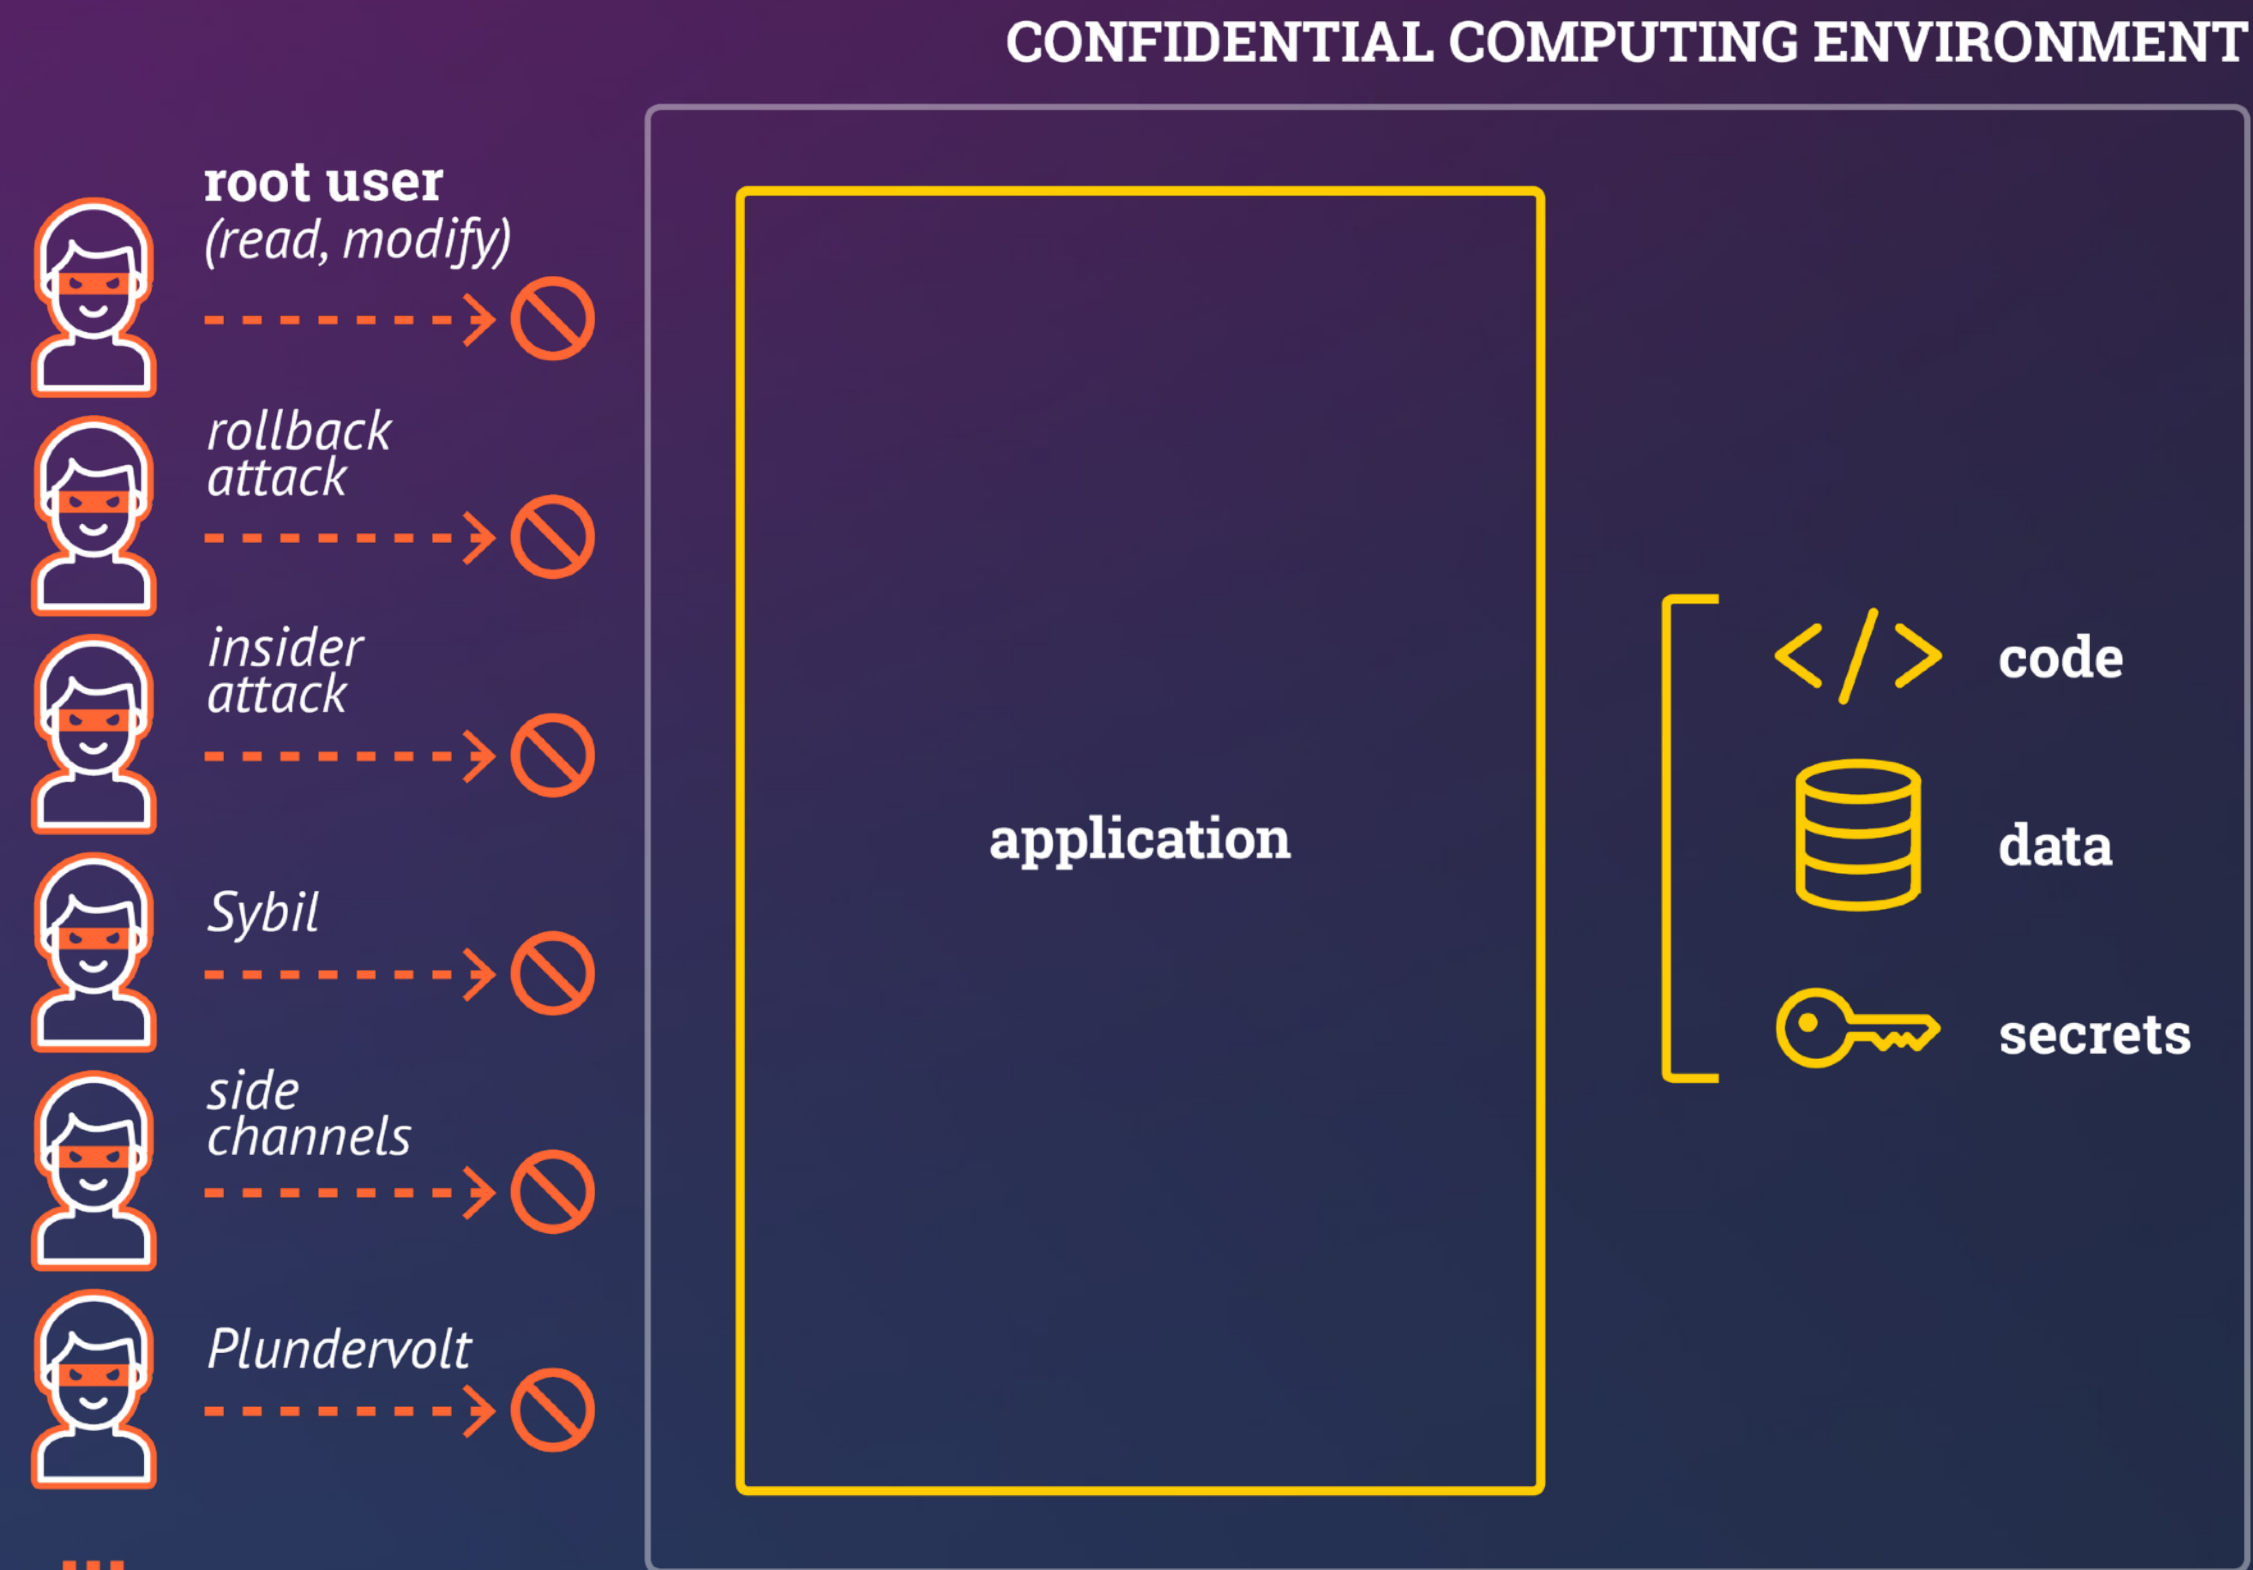 CONFIDENTIAL COMPUTING ENVIRONMENT
root user
(read, modify)
rollback
attack
insider
attack
Sybil
side
channels
Plundervolt
application
code
data
secrets